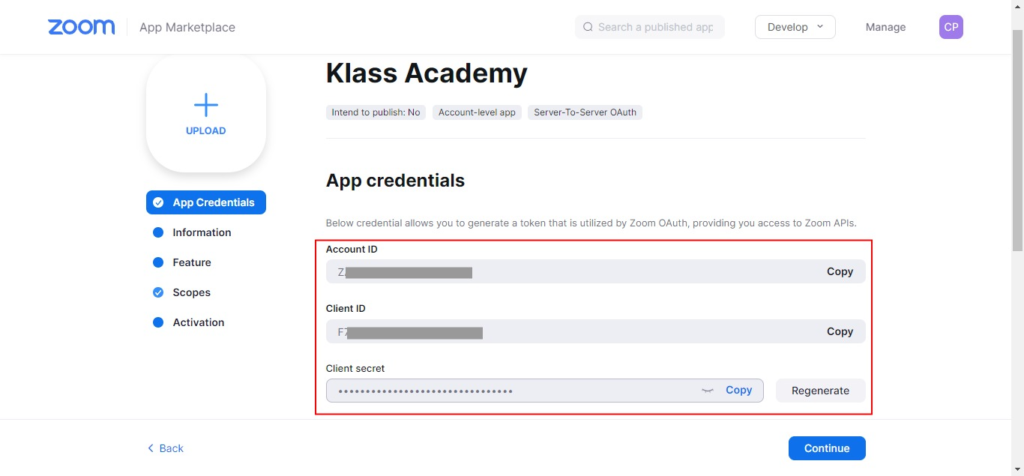 zoom App Marketplace Search a published app Develop Manage CP
Klass Academy
UPLOAD
Intend to publish: No Account-level app Server-To-Server OAuth
App credentials
App Credentials
Information
Feature
Scopes
Activation
Below credential allows you to generate a token that is utilized by Zoom OAuth, providing you access to Zoom APIs.
Account ID
Z Copy
Client ID
F7 Copy
Client secret
•••••••••••••••••••••••••••••••• Copy Regenerate
Back Continue